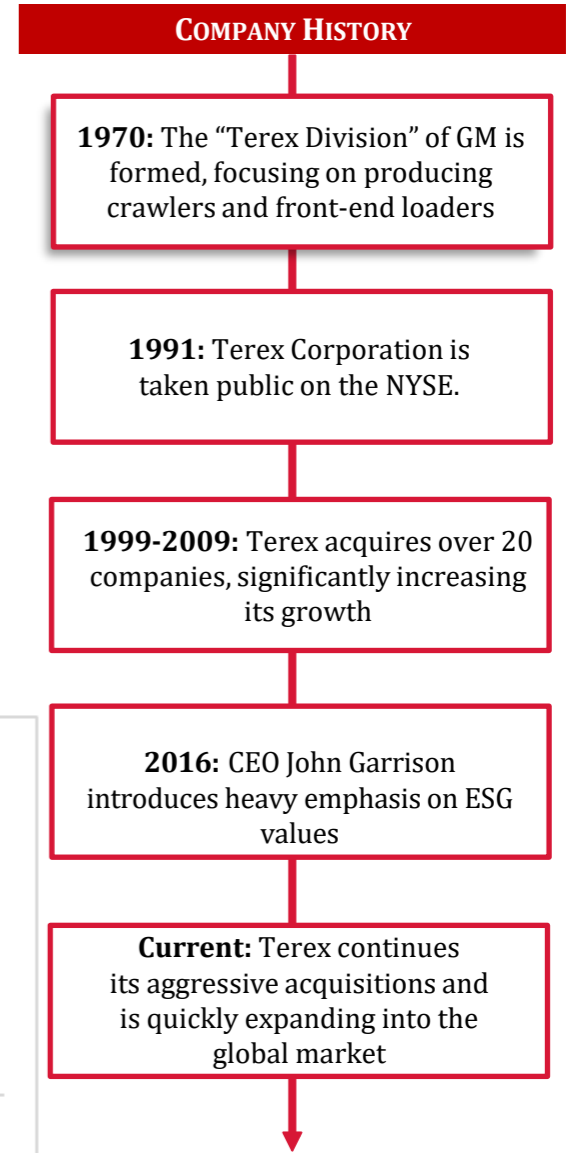 COMPANY HISTORY
1970: The “Terex Division” of GM is
formed, focusing on producing
crawlers and front-end loaders
1991: Terex Corporation is
taken public on the NYSE.
1999-2009: Terex acquires over 20
companies, significantly increasing
its growth
2016: CEO John Garrison
introduces heavy emphasis on ESG
values
Current: Terex continues
its aggressive acquisitions and
is quickly expanding into the
global market